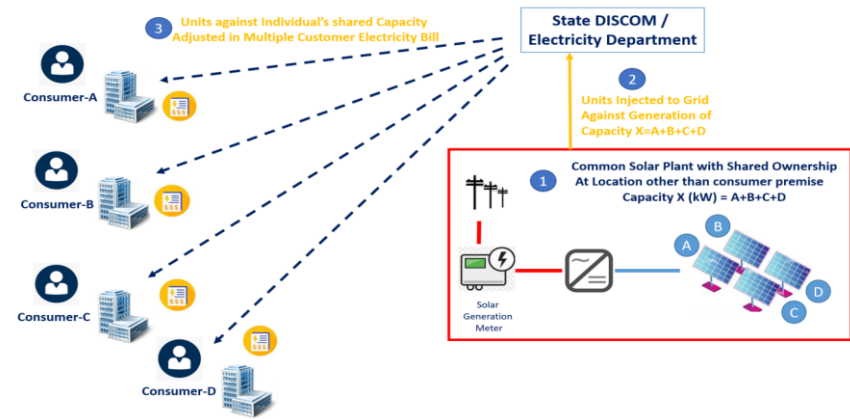 3
Units against Individual's shared Capacity
Adjusted in Multiple Customer Electricity Bill
State DISCOM /
Electricity Department
2
Units Injected to Grid
Against Generation of
Capacity X=A+B+C+D
1
Common Solar Plant with Shared Ownership
At Location other than consumer premise
Capacity X (kW) = A+B+C+D
A
B
C
D
Solar
Generation
Meter
Consumer-A
$$$
Consumer-B
$$$
Consumer-C
$$$
Consumer-D
$$$